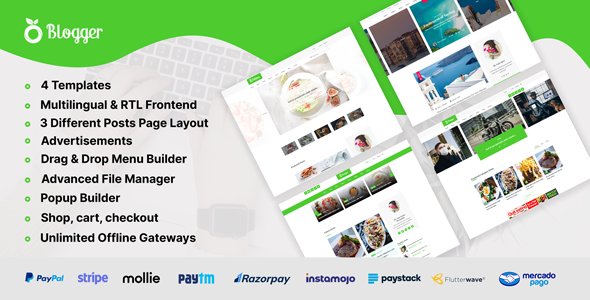 Blogger
4 Templates
Multilingual & RTL Frontend
3 Different Posts Page Layout
Advertisements
Drag & Drop Menu Builder
Advanced File Manager
Popup Builder
Shop, cart, checkout
Unlimited Offline Gateways
PayPal
stripe
mollie
PAYTM
Razorpay
INSTAMOJO
paystack
Flutterwave
mercado
pago